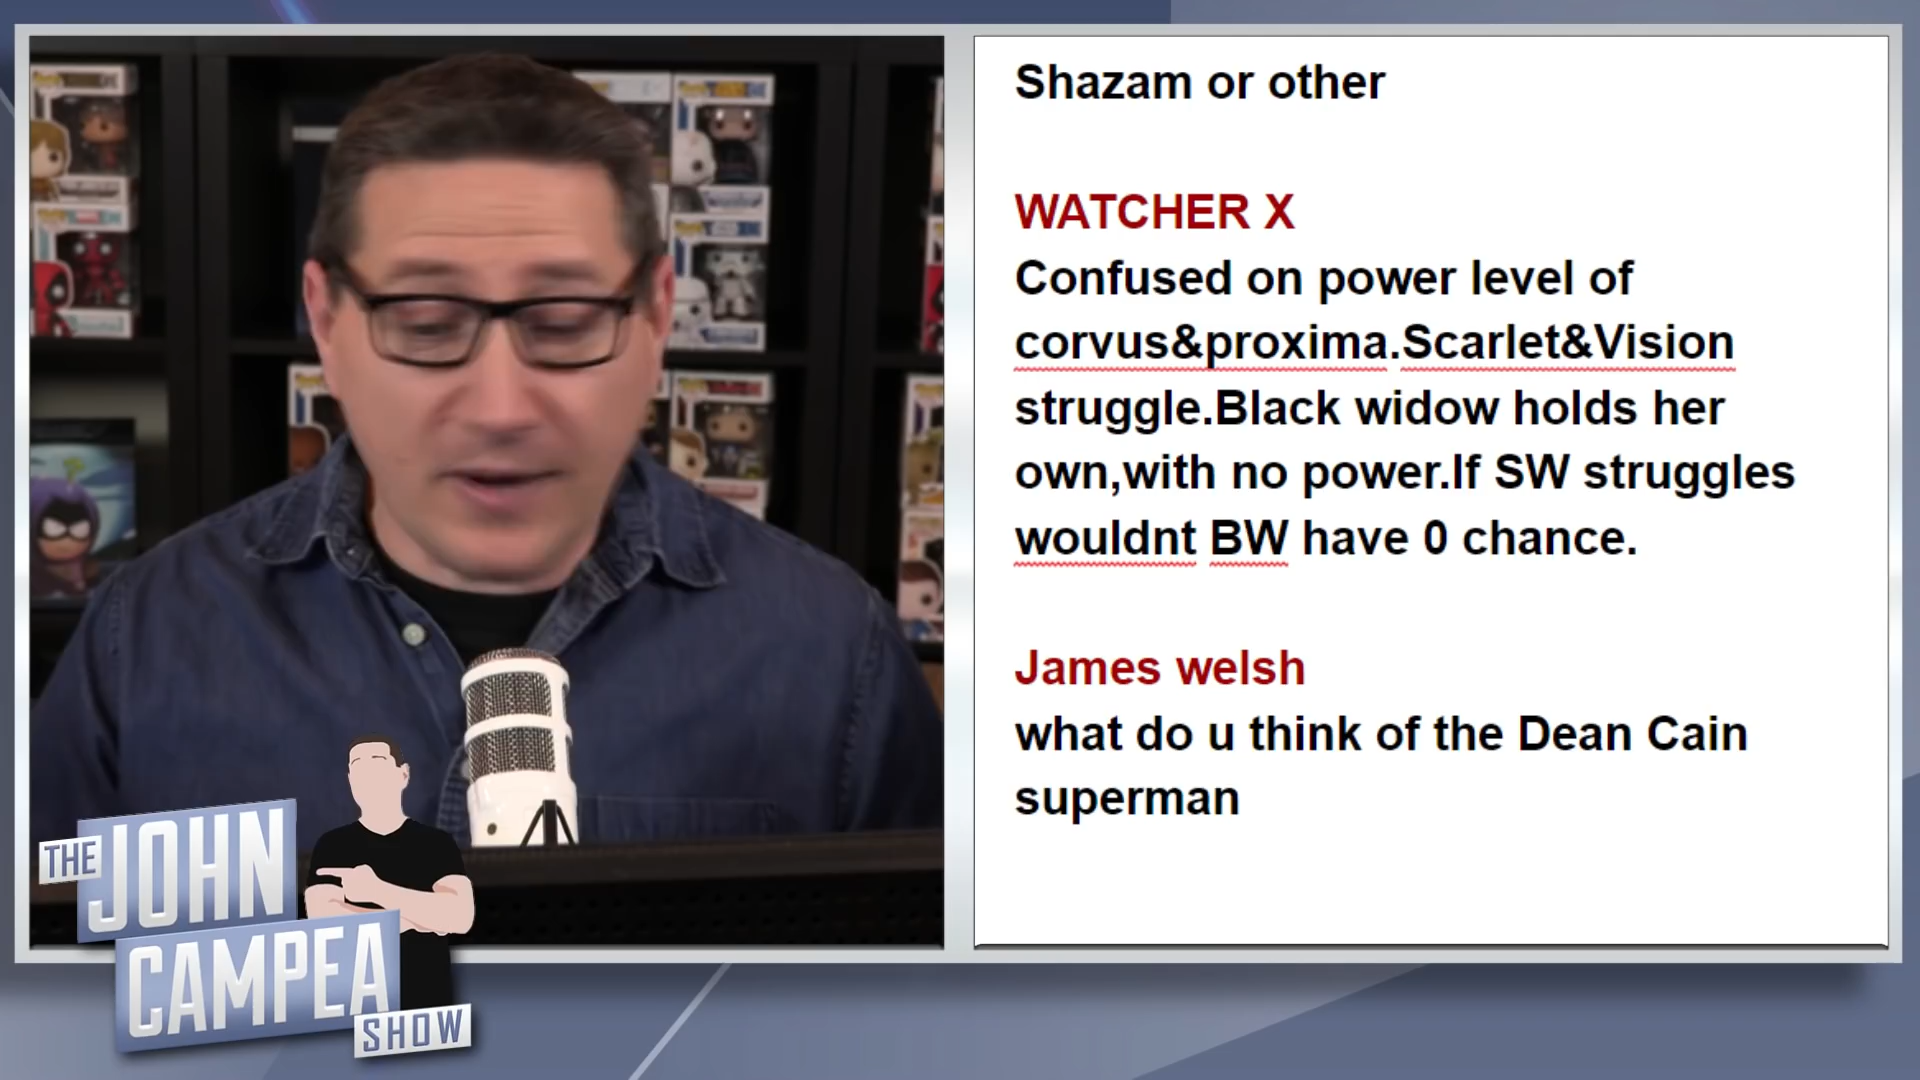 Shazam or other
WATCHER X
Confused on power level of
corvus&proxima.Scarlet&Vision
struggle.Black widow holds her
own,with no power.If SW struggles
wouldnt BW have 0 chance.
James welsh
what do u think of the Dean Cain
superman
THE
JOHN
CAMPEA
SHOW